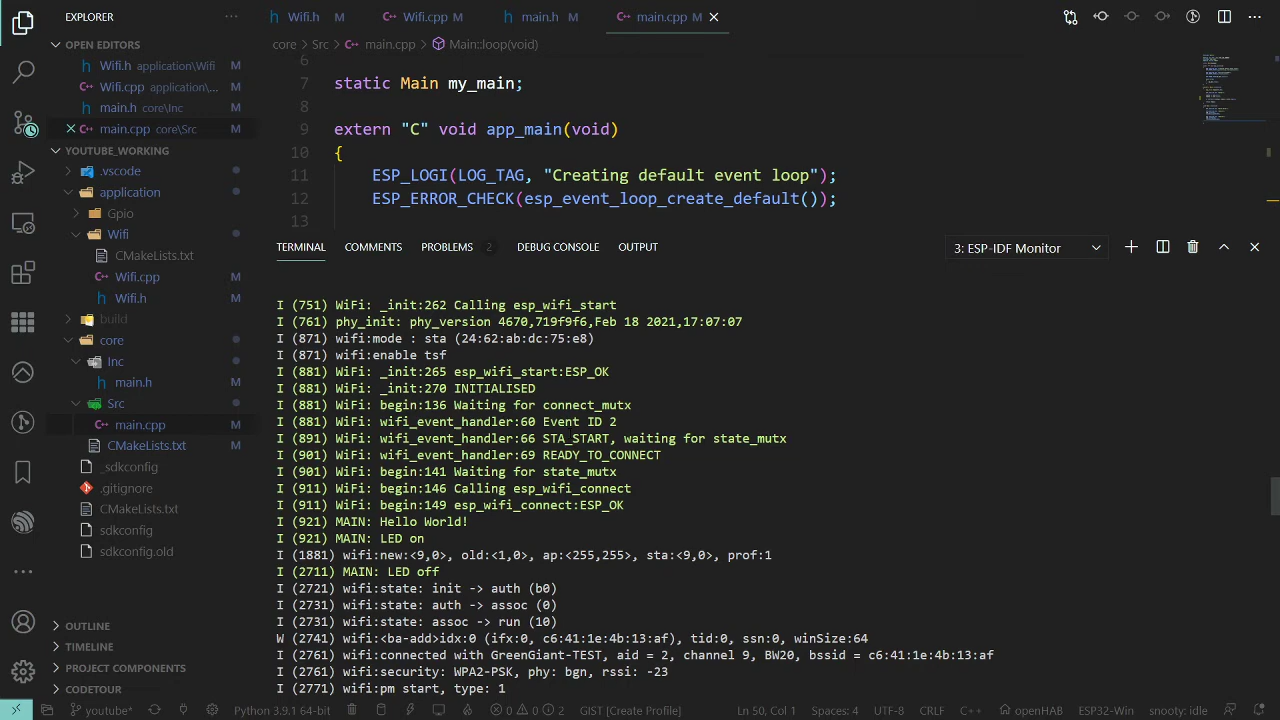 EXPLORER
OPEN EDITORS
Wifi.h application\Wifi M
Wifi.cpp application\... M
main.h core\Inc M
main.cpp core\Src M
YOUTUBE_WORKING
.vscode
application
Gpio
Wifi
CMakeLists.txt
Wifi.cpp M
Wifi.h M
build
core
Inc
main.h M
Src
main.cpp M
CMakeLists.txt M
_sdkconfig
.gitignore
CMakeLists.txt
sdkconfig
sdkconfig.old
OUTLINE
TIMELINE
PROJECT COMPONENTS
CODETOUR
Wifi.h M
Wifi.cpp M
main.h M
main.cpp M
core > Src > main.cpp > Main::loop(void)
6
7 static Main my_main;
8
9 extern "C" void app_main(void)
10 {
11 ESP_LOGI(LOG_TAG, "Creating default event loop");
12 ESP_ERROR_CHECK(esp_event_loop_create_default());
13
TERMINAL COMMENTS PROBLEMS 2 DEBUG CONSOLE OUTPUT 3: ESP-IDF Monitor
I (751) WiFi: _init:262 Calling esp_wifi_start
I (761) phy_init: phy_version 4670,719f9f6,Feb 18 2021,17:07:07
I (871) wifi:mode : sta (24:62:ab:dc:75:e8)
I (871) wifi:enable tsf
I (881) WiFi: _init:265 esp_wifi_start:ESP_OK
I (881) WiFi: _init:270 INITIALISED
I (881) WiFi: begin:136 Waiting for connect_mutx
I (881) WiFi: wifi_event_handler:60 Event ID 2
I (891) WiFi: wifi_event_handler:66 STA_START, waiting for state_mutx
I (901) WiFi: wifi_event_handler:69 READY_TO_CONNECT
I (901) WiFi: begin:141 Waiting for state_mutx
I (911) WiFi: begin:146 Calling esp_wifi_connect
I (911) WiFi: begin:149 esp_wifi_connect:ESP_OK
I (921) MAIN: Hello World!
I (921) MAIN: LED on
I (1881) wifi:new:<9,0>, old:<1,0>, ap:<255,255>, sta:<9,0>, prof:1
I (2711) MAIN: LED off
I (2721) wifi:state: init -> auth (b0)
I (2731) wifi:state: auth -> assoc (0)
I (2731) wifi:state: assoc -> run (10)
W (2741) wifi:<ba-add>idx:0 (ifx:0, c6:41:1e:4b:13:af), tid:0, ssn:0, winSize:64
I (2761) wifi:connected with GreenGiant-TEST, aid = 2, channel 9, BW20, bssid = c6:41:1e:4b:13:af
I (2761) wifi:security: WPA2-PSK, phy: bgn, rssi: -23
I (2771) wifi:pm start, type: 1
youtube* Python 3.9.1 64-bit 0 0 2 GIST [Create Profile] Ln 50, Col 1 Spaces: 4 UTF-8 CRLF C++ openHAB ESP32-Win snooty: idle